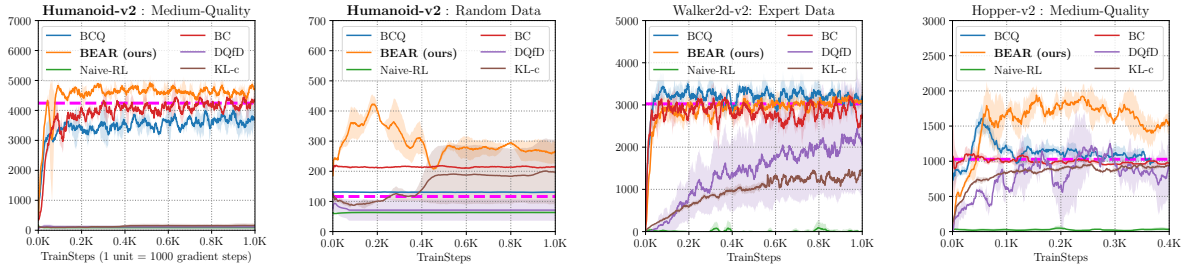 Humanoid-v2 : Medium-Quality
7000
6000
5000
4000
3000
2000
1000
0
0.0K 0.2K 0.4K 0.6K 0.8K 1.0K
TrainSteps (1 unit = 1000 gradient steps)
BCQ
BEAR (ours)
Naive-RL
BC
DQfD
KL-c
Humanoid-v2 : Random Data
700
600
500
400
300
200
100
0
0.0K 0.2K 0.4K 0.6K 0.8K 1.0K
TrainSteps
BCQ
BEAR (ours)
Naive-RL
BC
DQfD
KL-c
Walker2d-v2: Expert Data
5000
4000
3000
2000
1000
0
0.0K 0.2K 0.4K 0.6K 0.8K 1.0K
TrainSteps
BCQ
BEAR (ours)
Naive-RL
BC
DQfD
KL-c
Hopper-v2 : Medium-Quality
3000
2500
2000
1500
1000
500
0
0.0K 0.1K 0.2K 0.3K 0.4K
TrainSteps
BCQ
BEAR (ours)
Naive-RL
BC
DQfD
KL-c